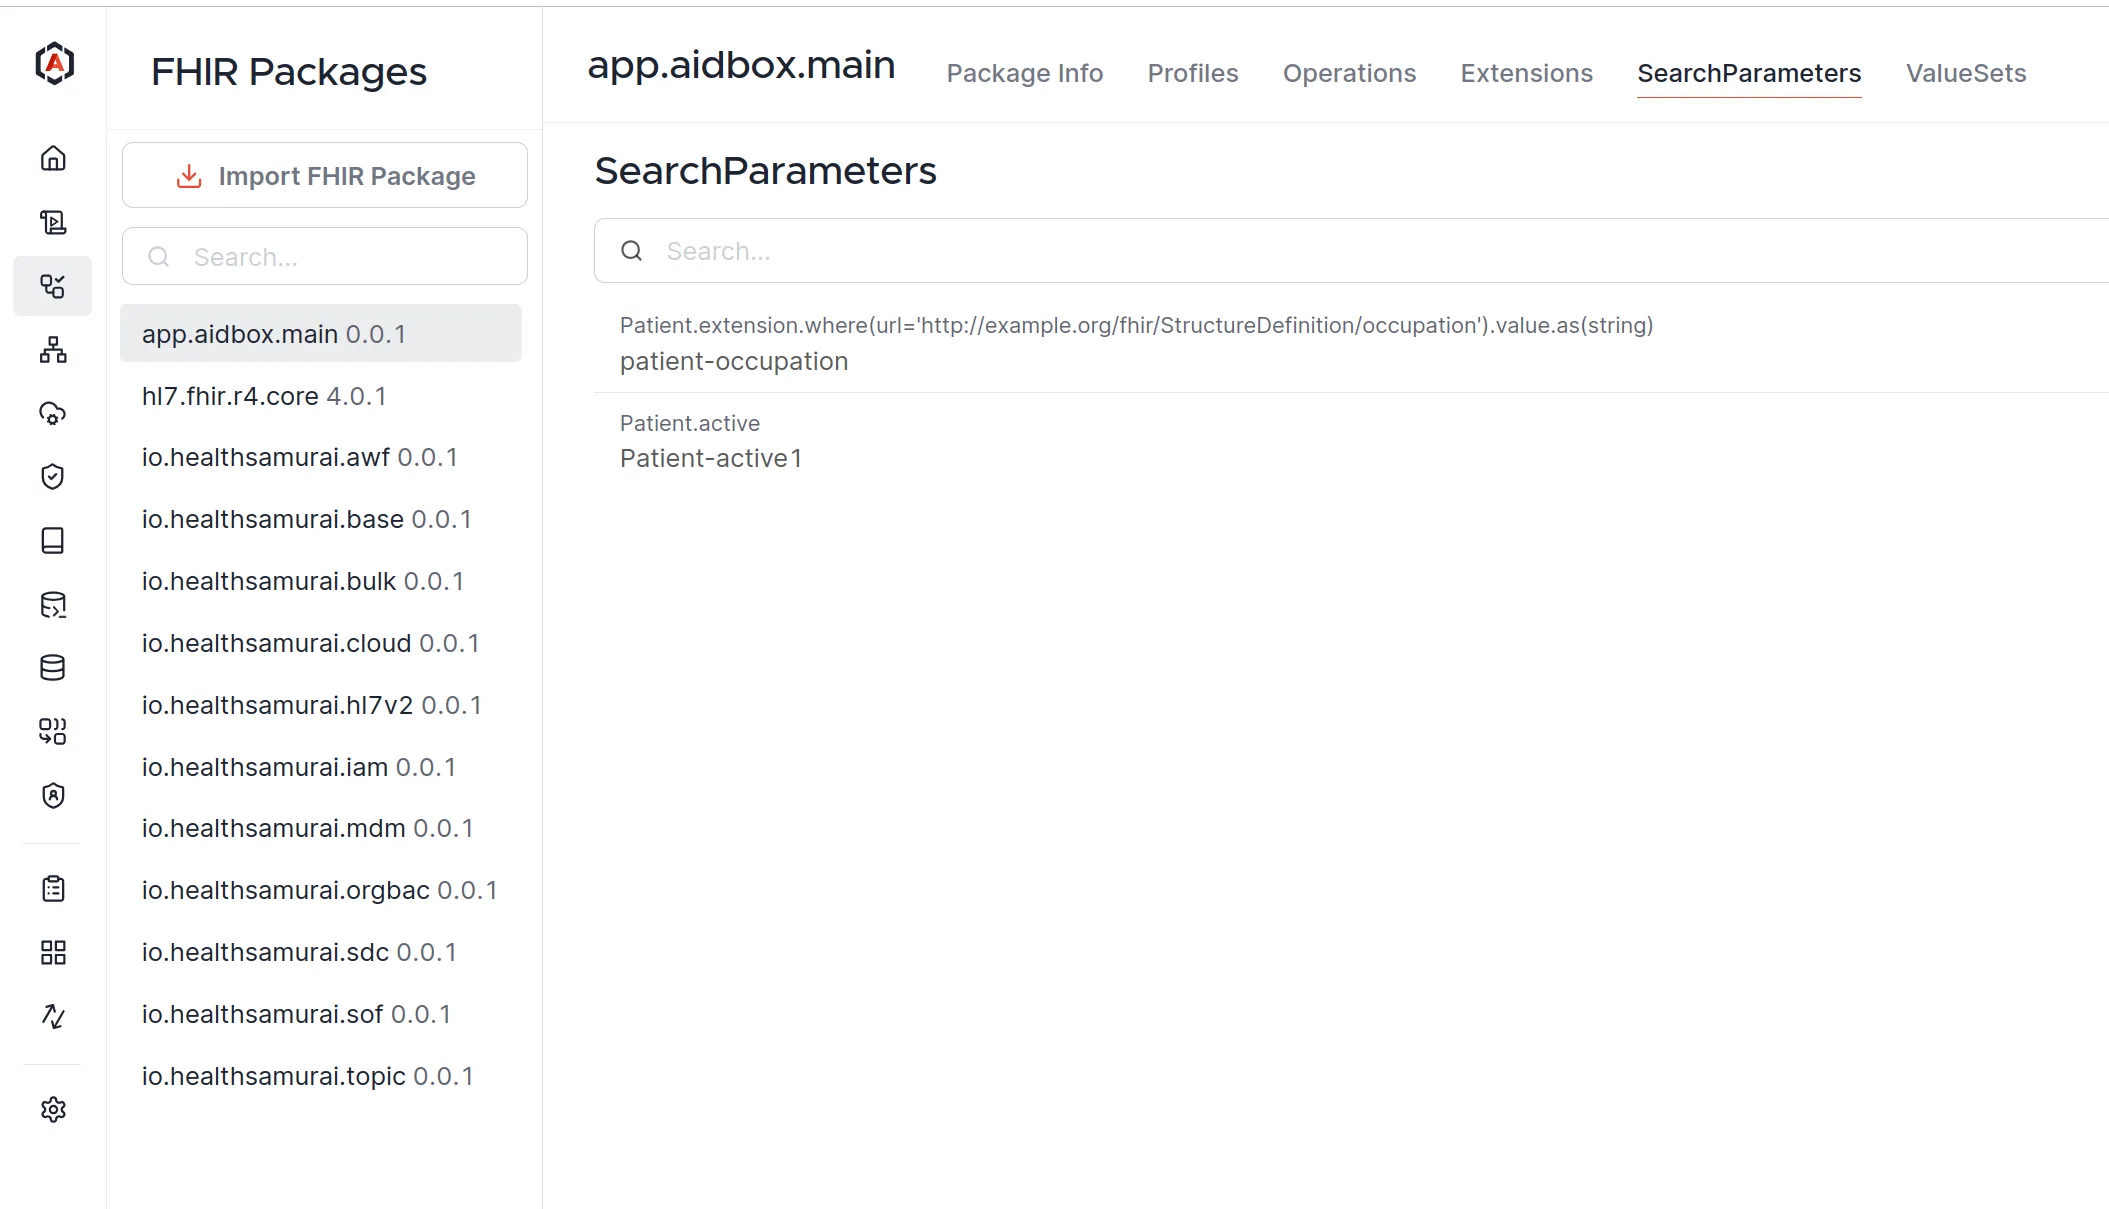 FHIR Packages
Import FHIR Package
Search...
app.aidbox.main 0.0.1
hl7.fhir.r4.core 4.0.1
io.healthsamurai.awf 0.0.1
io.healthsamurai.base 0.0.1
io.healthsamurai.bulk 0.0.1
io.healthsamurai.cloud 0.0.1
io.healthsamurai.hl7v2 0.0.1
io.healthsamurai.iam 0.0.1
io.healthsamurai.mdm 0.0.1
io.healthsamurai.orgbac 0.0.1
io.healthsamurai.sdc 0.0.1
io.healthsamurai.sof 0.0.1
io.healthsamurai.topic 0.0.1
app.aidbox.main Package Info Profiles Operations Extensions SearchParameters ValueSets
SearchParameters
Search...
Patient.extension.where(url='http://example.org/fhir/StructureDefinition/occupation').value.as(string)
patient-occupation
Patient.active
Patient-active1